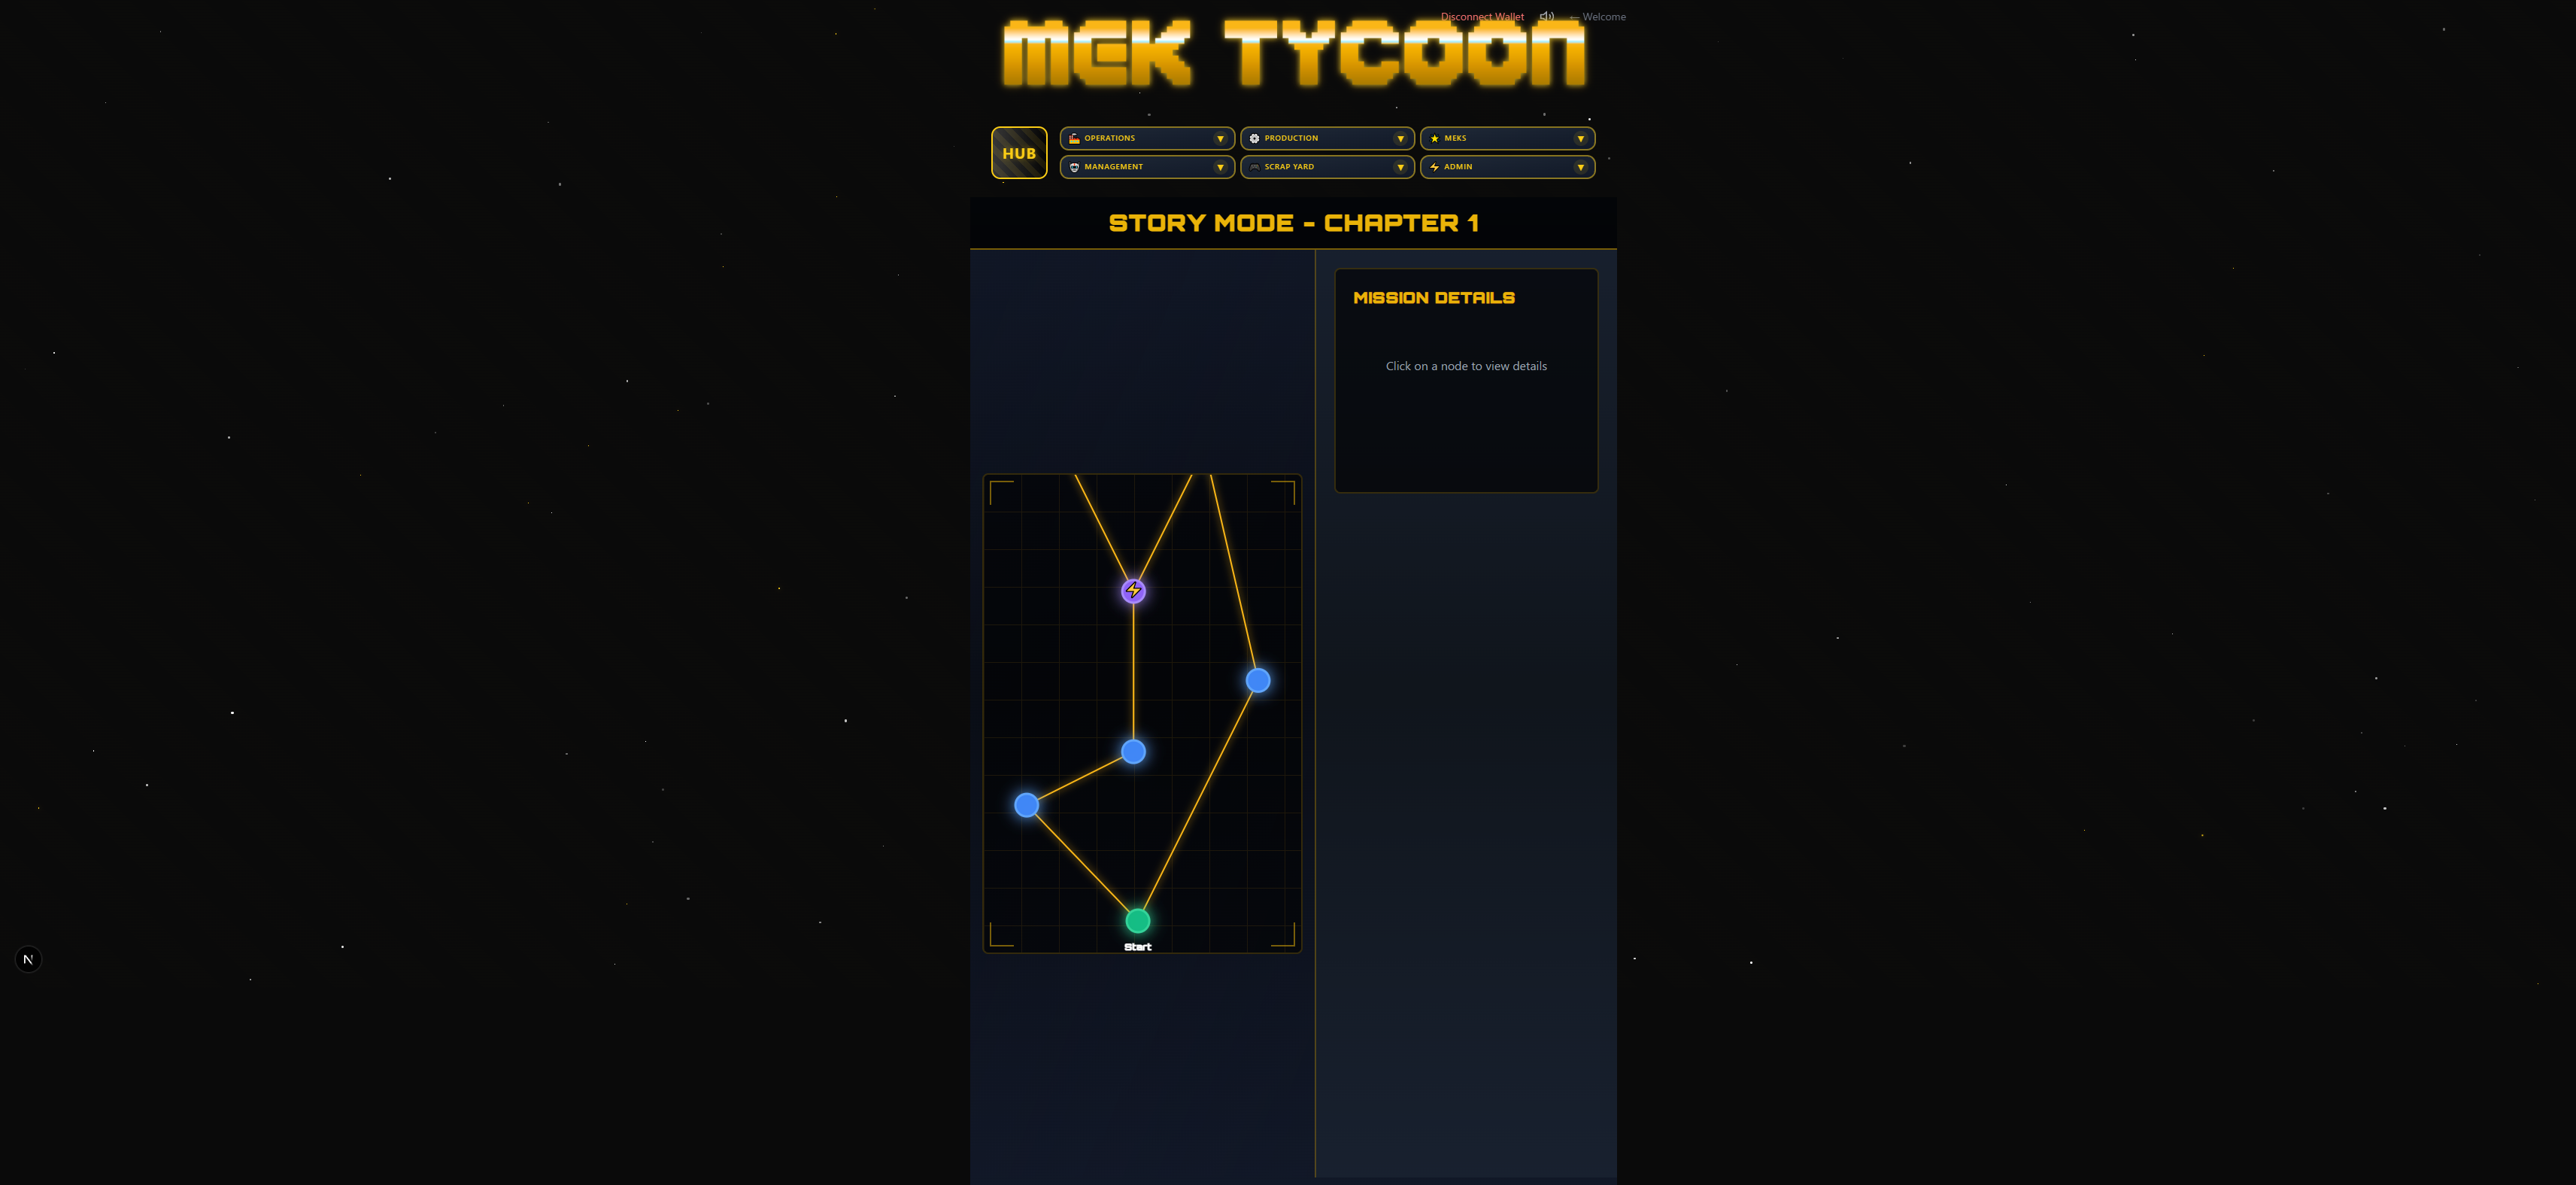 Disconnect Wallet
← Welcome
MEK TYCOON
HUB
OPERATIONS
PRODUCTION
MEKS
MANAGEMENT
SCRAP YARD
ADMIN
STORY MODE - CHAPTER 1
MISSION DETAILS
Click on a node to view details
Start
N